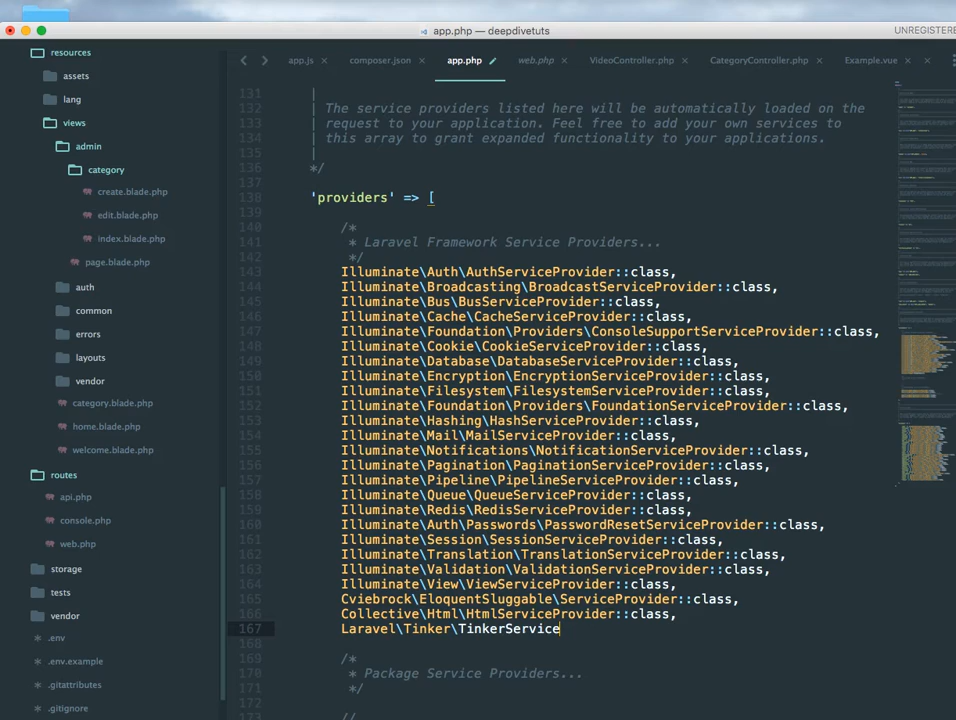 app.php — deepdivetuts
UNREGISTERE
resources
assets
lang
views
admin
category
create.blade.php
edit.blade.php
index.blade.php
page.blade.php
auth
common
errors
layouts
vendor
category.blade.php
home.blade.php
welcome.blade.php
routes
api.php
console.php
web.php
storage
tests
vendor
.env
.env.example
.gitattributes
.gitignore
app.js
composer.json
app.php
web.php
VideoController.php
CategoryController.php
Example.vue
131 |
132 | The service providers listed here will be automatically loaded on the
133 | request to your application. Feel free to add your own services to
134 | this array to grant expanded functionality to your applications.
135 |
136 */
137
138 'providers' => [
139
140 /*
141 * Laravel Framework Service Providers...
142 */
143 Illuminate\Auth\AuthServiceProvider::class,
144 Illuminate\Broadcasting\BroadcastServiceProvider::class,
145 Illuminate\Bus\BusServiceProvider::class,
146 Illuminate\Cache\CacheServiceProvider::class,
147 Illuminate\Foundation\Providers\ConsoleSupportServiceProvider::class,
148 Illuminate\Cookie\CookieServiceProvider::class,
149 Illuminate\Database\DatabaseServiceProvider::class,
150 Illuminate\Encryption\EncryptionServiceProvider::class,
151 Illuminate\Filesystem\FilesystemServiceProvider::class,
152 Illuminate\Foundation\Providers\FoundationServiceProvider::class,
153 Illuminate\Hashing\HashServiceProvider::class,
154 Illuminate\Mail\MailServiceProvider::class,
155 Illuminate\Notifications\NotificationServiceProvider::class,
156 Illuminate\Pagination\PaginationServiceProvider::class,
157 Illuminate\Pipeline\PipelineServiceProvider::class,
158 Illuminate\Queue\QueueServiceProvider::class,
159 Illuminate\Redis\RedisServiceProvider::class,
160 Illuminate\Auth\Passwords\PasswordResetServiceProvider::class,
161 Illuminate\Session\SessionServiceProvider::class,
162 Illuminate\Translation\TranslationServiceProvider::class,
163 Illuminate\Validation\ValidationServiceProvider::class,
164 Illuminate\View\ViewServiceProvider::class,
165 Cviebrock\EloquentSluggable\ServiceProvider::class,
166 Collective\Html\HtmlServiceProvider::class,
167 Laravel\Tinker\TinkerService
168
169 /*
170 * Package Service Providers...
171 */
172
173 //